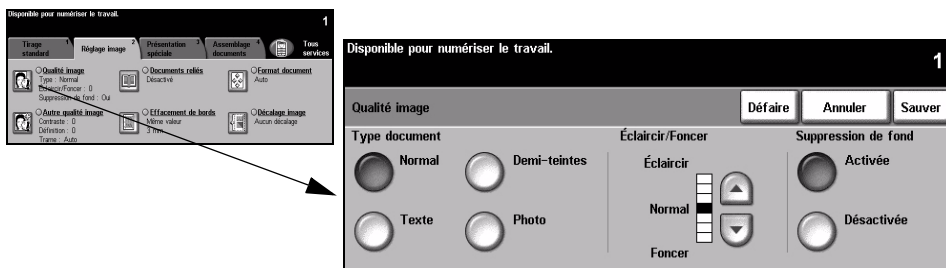 Disponible pour numériser le travail.
1
Tirage standard 1
Réglage image 2
Présentation spéciale 3
Assemblage documents 4
Tous services
Qualité image
Type : Normal
Éclaircir/Foncer : 0
Suppression de fond : Oui
Documents reliés
Désactivé
Format document
Auto
Autre qualité image
Contraste : 0
Définition : 0
Trame : Auto
Effacement de bords
Même valeur
3 mm
Décalage image
Aucun décalage
Disponible pour numériser le travail.
1
Qualité image
Défaire
Annuler
Sauver
Type document
Éclaircir/Foncer
Suppression de fond
Normal
Demi-teintes
Éclaircir
Activée
Texte
Photo
Normal
Désactivée
Foncer